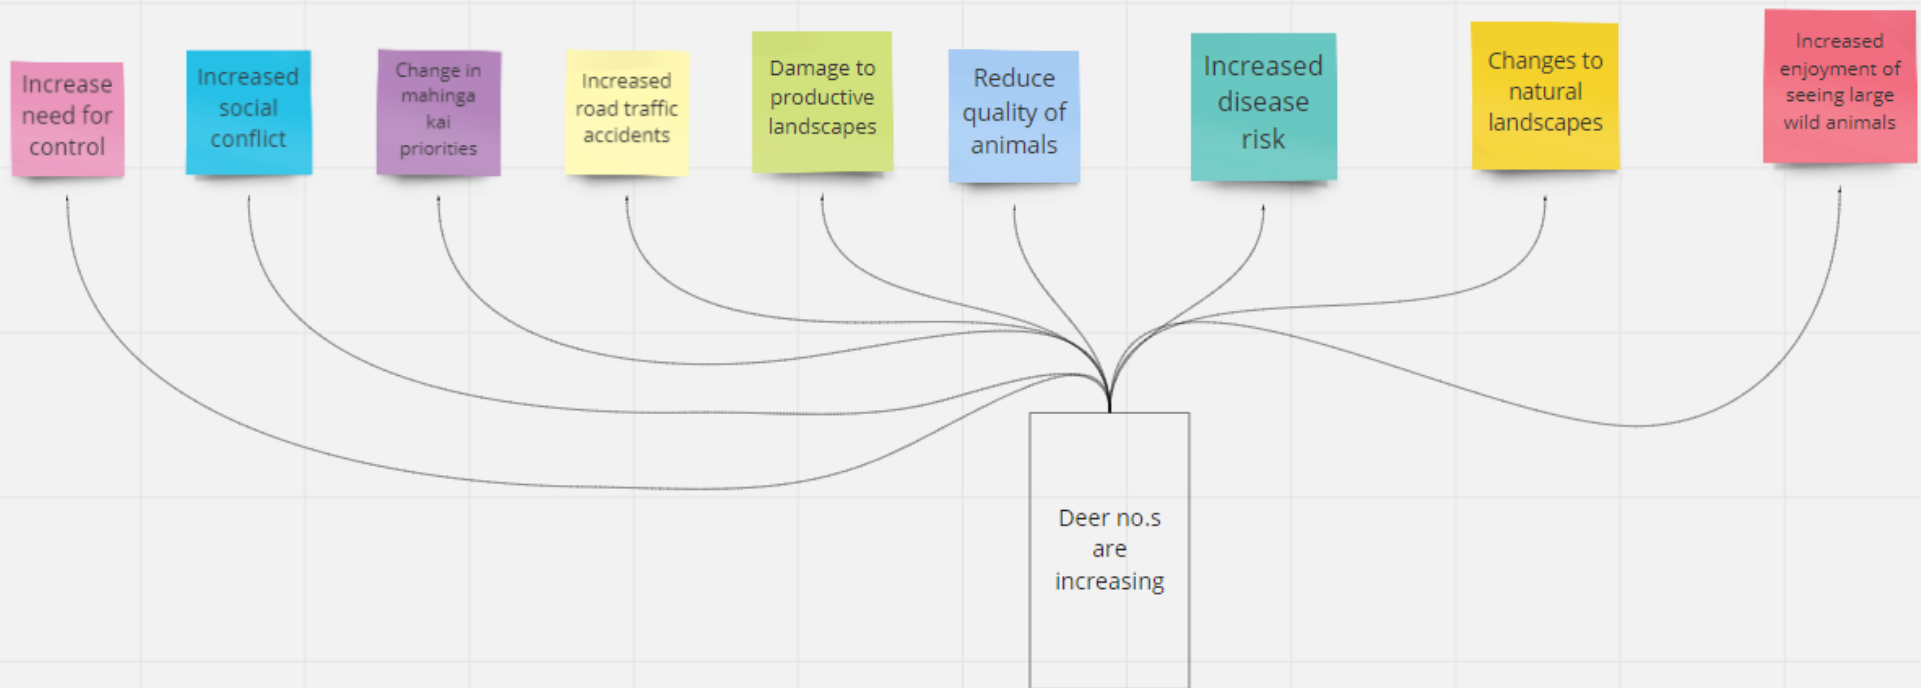 Increase
need for
control
Increased
social
conflict
Change in
mahinga
kai
priorities
Increased
road traffic
accidents
Damage to
productive
landscapes
Reduce
quality of
animals
Increased
disease
risk
Changes to
natural
landscapes
Increased
enjoyment of
seeing large
wild animals
Deer no.s
are
increasing